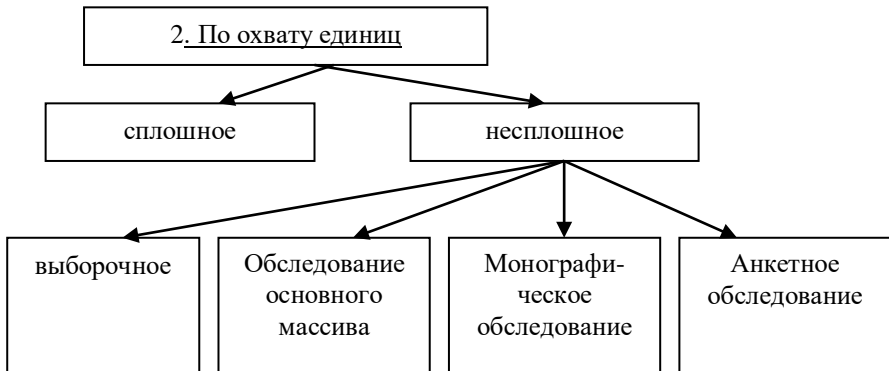 2. По охвату единиц
сплошное
несплошное
выборочное
Обследование
основного
массива
Монографи-
ческое
обследование
Анкетное
обследование